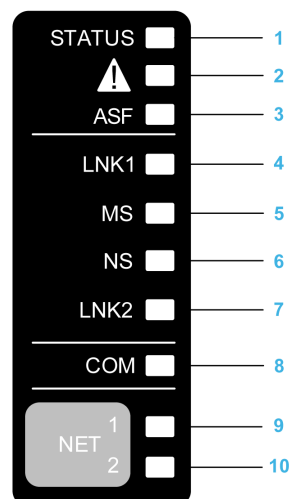 STATUS 1
2
ASF 3
LNK1 4
MS 5
NS 6
LNK2 7
COM 8
1 9
NET
2 10